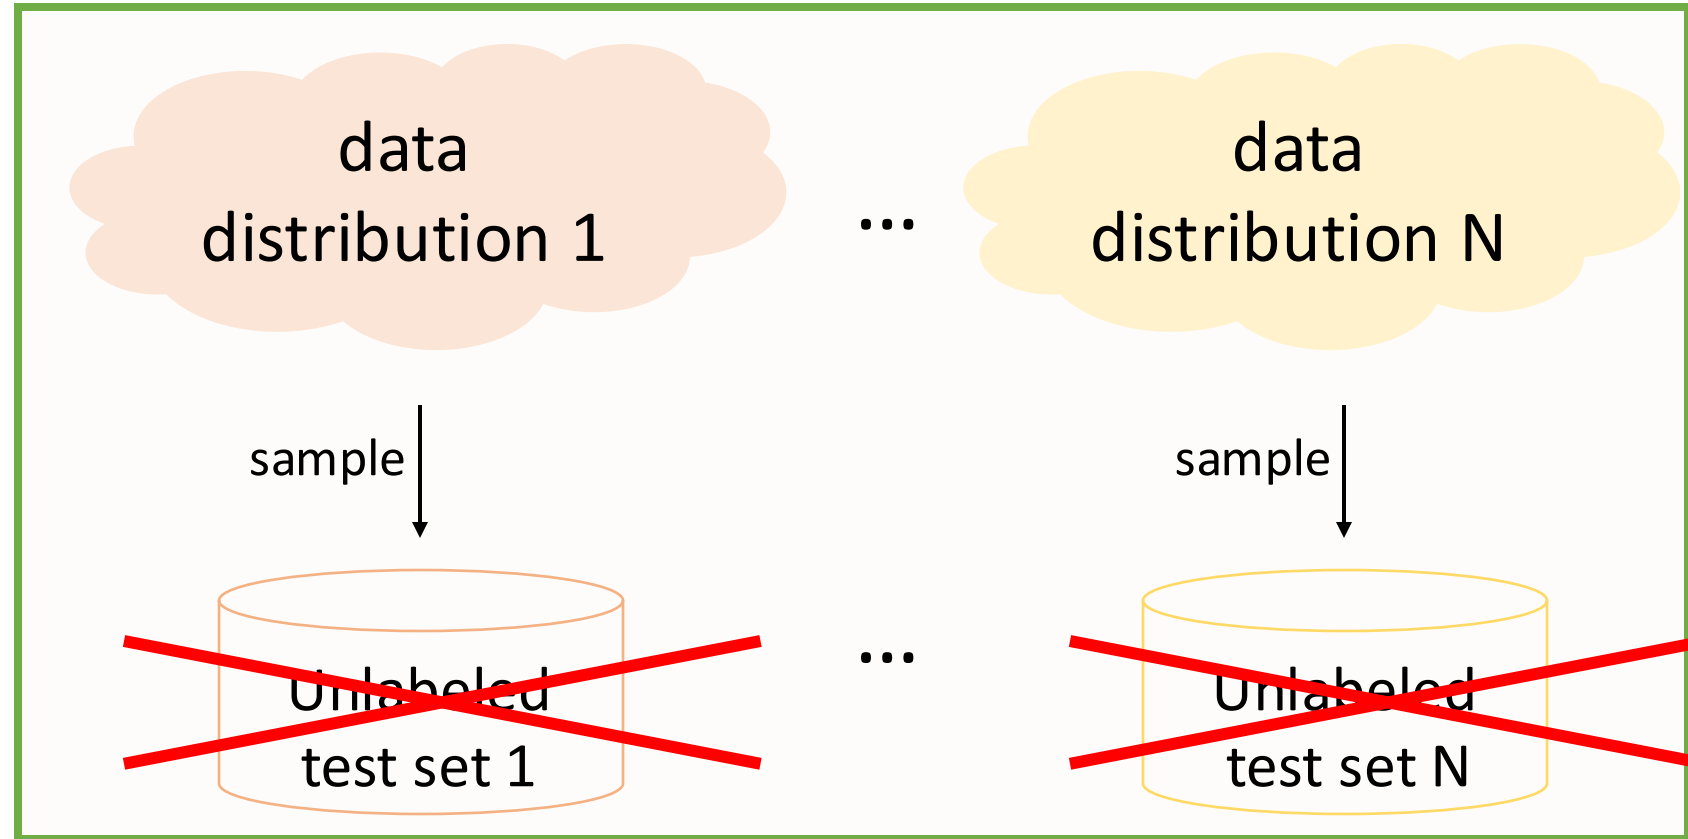 data
distribution 1
...
data
distribution N
sample
sample
Unlabeled
test set 1
...
Unlabeled
test set N